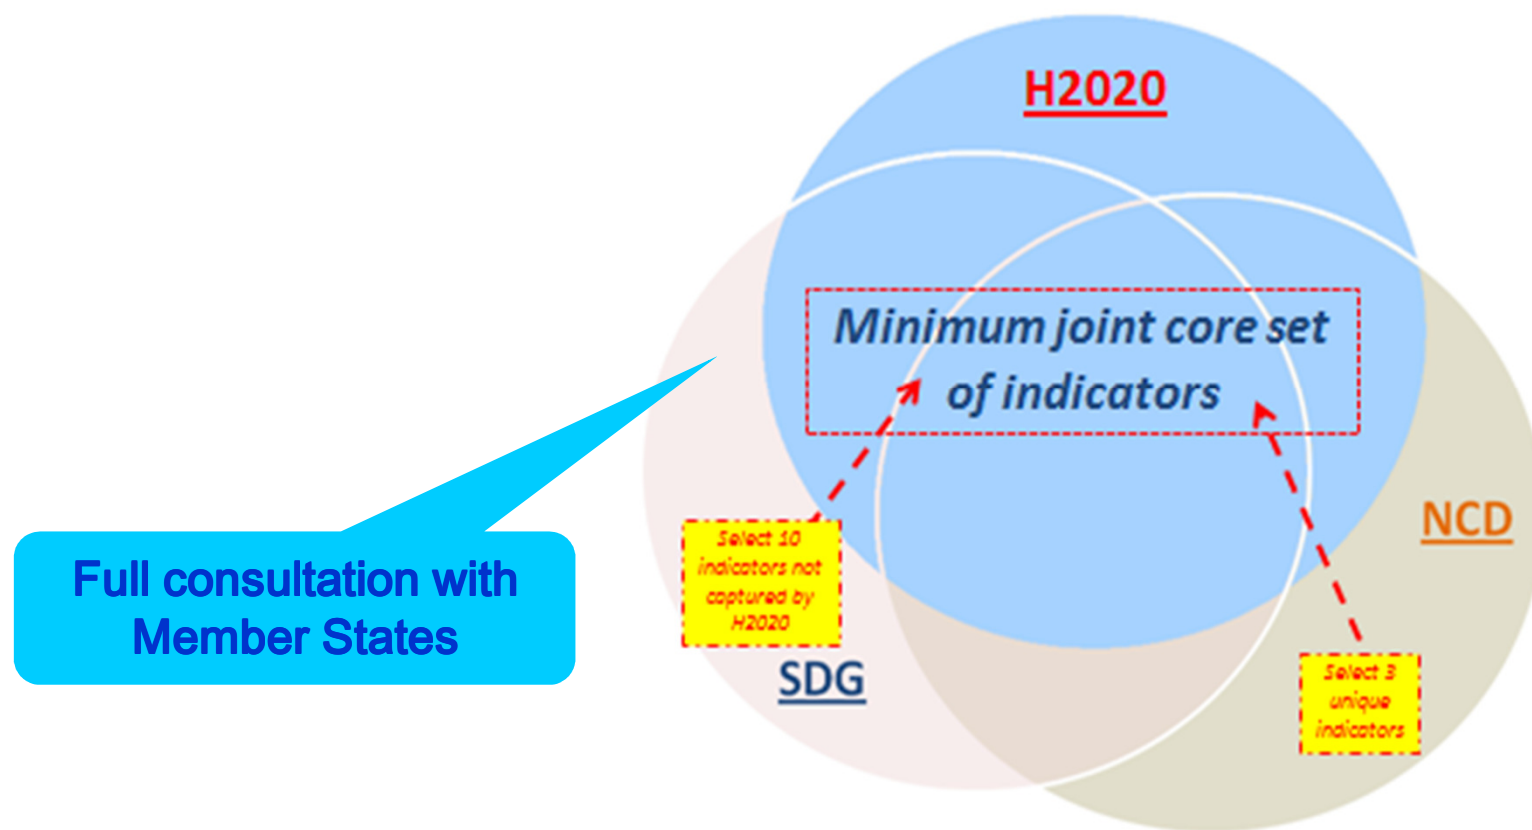 H2020
Minimum joint core set
of indicators
Full consultation with
Member States
Select 10
indicators not
captured by
H2020
SDG
NCD
Select 3
unique
indicators